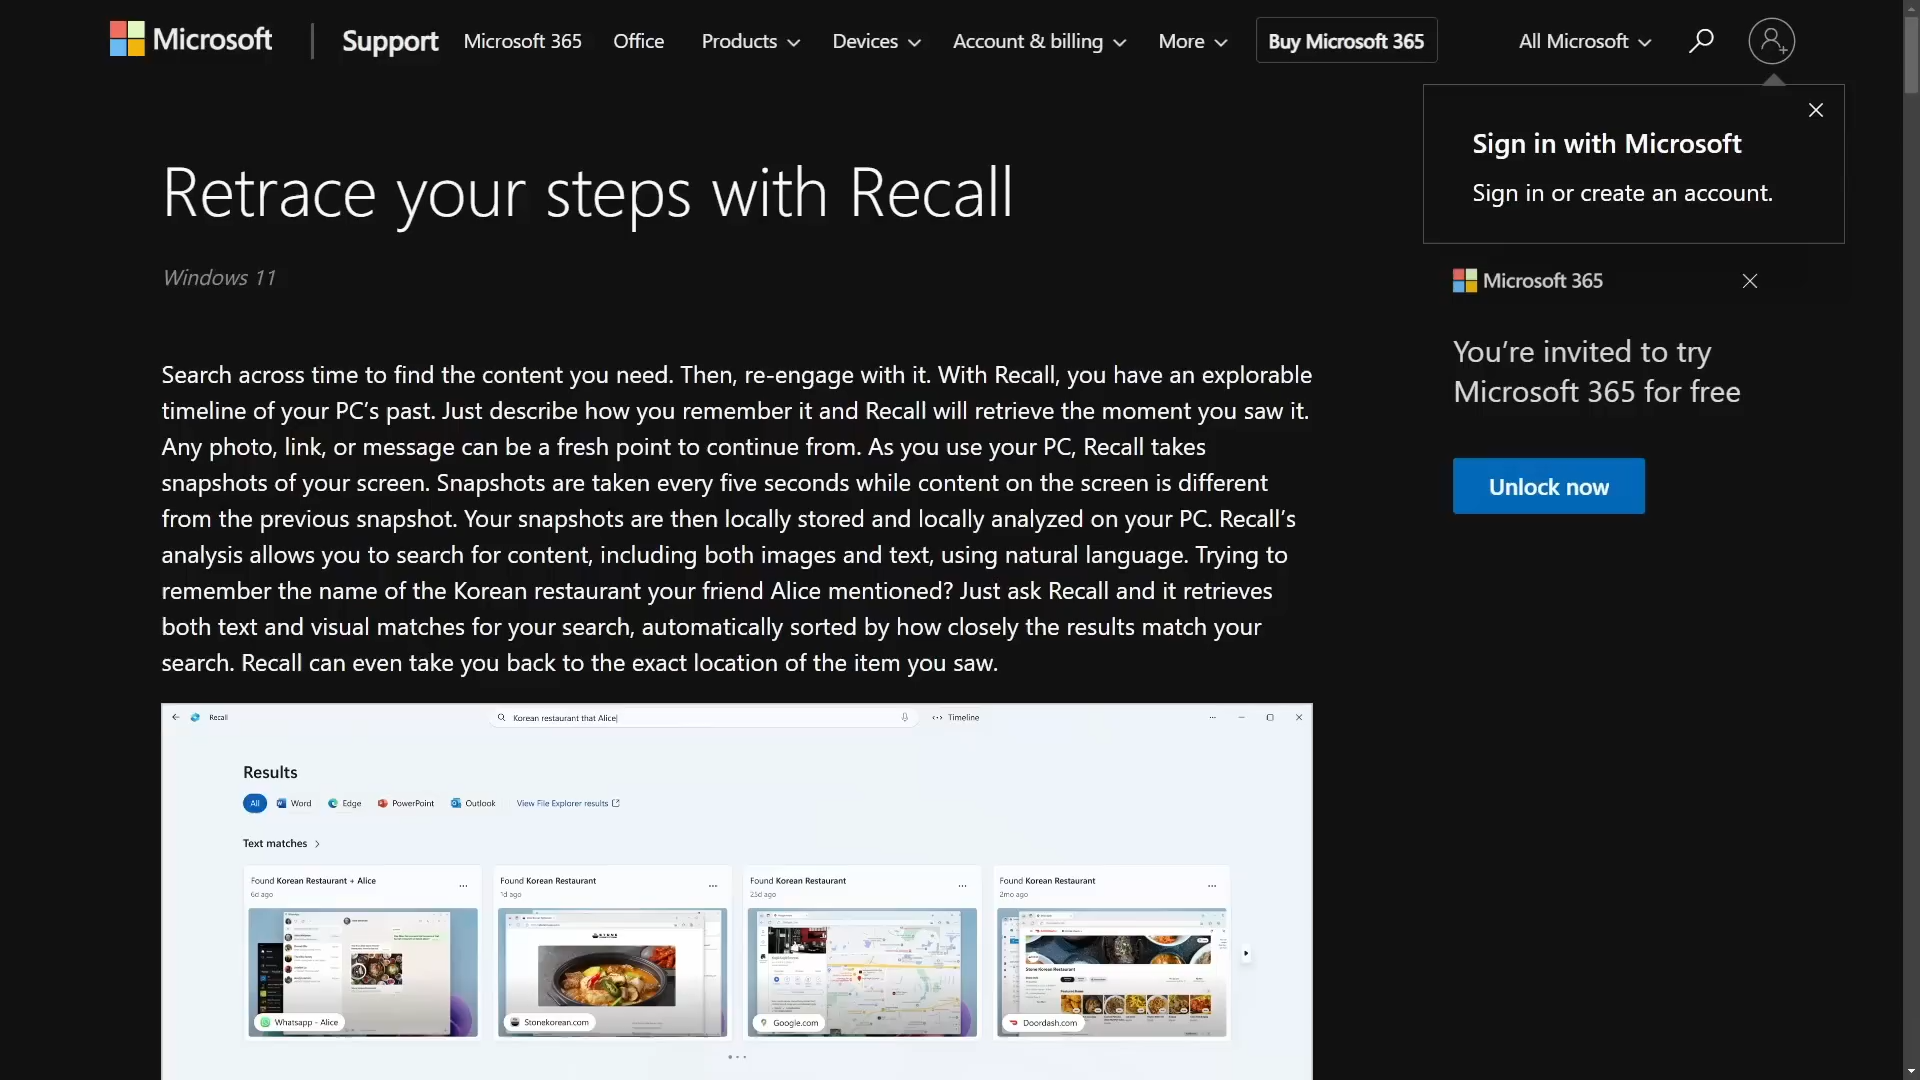 Microsoft Support Microsoft 365 Office Products Devices Account & billing More Buy Microsoft 365 All Microsoft
Sign in with Microsoft
Sign in or create an account.
Retrace your steps with Recall
Windows 11
Microsoft 365
You’re invited to try
Microsoft 365 for free
Unlock now
Search across time to find the content you need. Then, re-engage with it. With Recall, you have an explorable
timeline of your PC’s past. Just describe how you remember it and Recall will retrieve the moment you saw it.
Any photo, link, or message can be a fresh point to continue from. As you use your PC, Recall takes
snapshots of your screen. Snapshots are taken every five seconds while content on the screen is different
from the previous snapshot. Your snapshots are then locally stored and locally analyzed on your PC. Recall’s
analysis allows you to search for content, including both images and text, using natural language. Trying to
remember the name of the Korean restaurant your friend Alice mentioned? Just ask Recall and it retrieves
both text and visual matches for your search, automatically sorted by how closely the results match your
search. Recall can even take you back to the exact location of the item you saw.
Recall Korean restaurant that Alice Timeline
Results
All Word Edge PowerPoint Outlook View File Explorer results
Text matches
Found Korean Restaurant + Alice
6d ago
Found Korean Restaurant
1d ago
Found Korean Restaurant
25d ago
Found Korean Restaurant
2mo ago
Stone Korean Restaurant
Whatsapp - Alice
Stonekorean.com
Google.com
Doordash.com